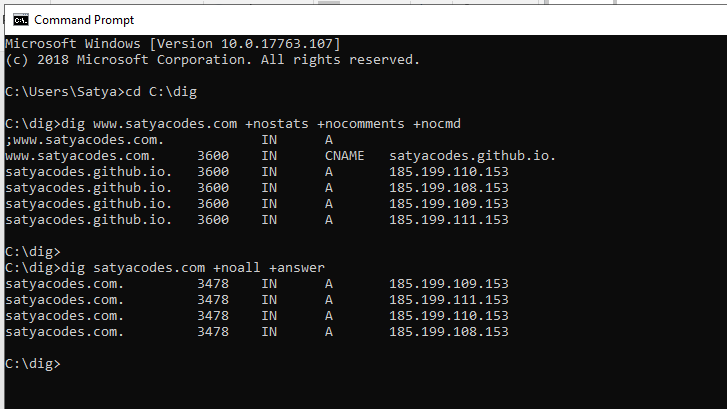 Command Prompt
Microsoft Windows [Version 10.0.17763.107]
(c) 2018 Microsoft Corporation. All rights reserved.
C:\Users\Satya>cd C:\dig
C:\dig>dig www.satyacodes.com +nostats +nocomments +nocmd
;www.satyacodes.com. IN A
www.satyacodes.com. 3600 IN CNAME satyacodes.github.io.
satyacodes.github.io. 3600 IN A 185.199.110.153
satyacodes.github.io. 3600 IN A 185.199.108.153
satyacodes.github.io. 3600 IN A 185.199.109.153
satyacodes.github.io. 3600 IN A 185.199.111.153
C:\dig>
C:\dig>dig satyacodes.com +noall +answer
satyacodes.com. 3478 IN A 185.199.109.153
satyacodes.com. 3478 IN A 185.199.111.153
satyacodes.com. 3478 IN A 185.199.110.153
satyacodes.com. 3478 IN A 185.199.108.153
C:\dig>